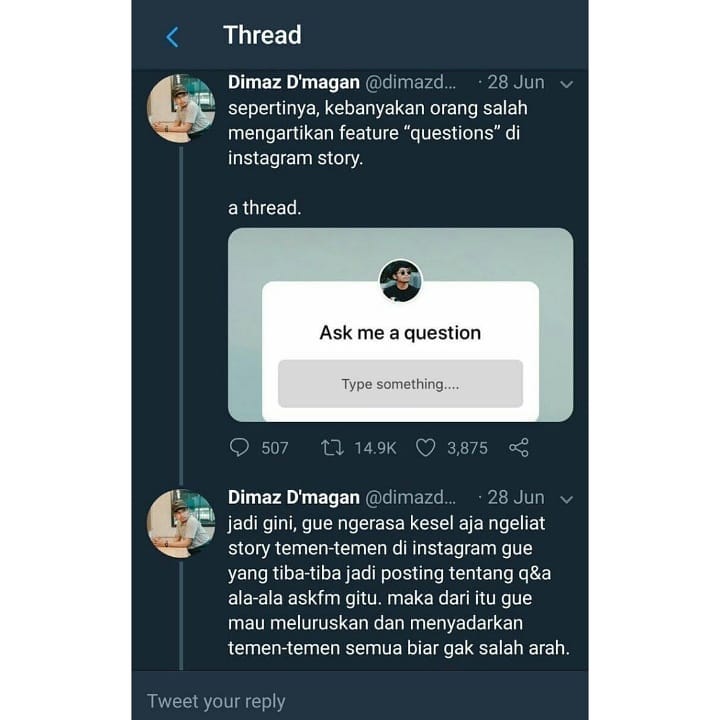 Thread
Dimaz D'magan @dimazd... · 28 Jun
sepertinya, kebanyakan orang salah
mengartikan feature “questions” di
instagram story.
a thread.
Ask me a question
Type something....
507 14.9K 3,875
Dimaz D'magan @dimazd... · 28 Jun
jadi gini, gue ngerasa kesel aja ngeliat
story temen-temen di instagram gue
yang tiba-tiba jadi posting tentang q&a
ala-ala askfm gitu. maka dari itu gue
mau meluruskan dan menyadarkan
temen-temen semua biar gak salah arah.
Tweet your reply